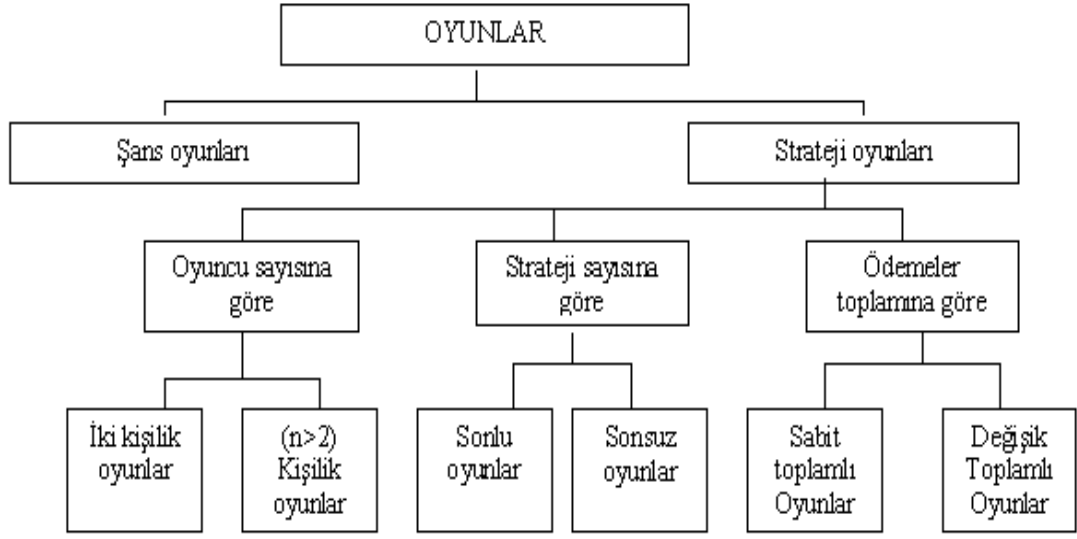 OYUNLAR
Şans oyunları
Strateji oyunları
Oyuncu sayısına
göre
Strateji sayısına
göre
Ödemeler
toplamına göre
İki kişilik
oyunlar
(n>2)
Kişilik
oyunlar
Sonlu
oyunlar
Sonsuz
oyunlar
Sabit
toplamlı
Oyunlar
Değişik
Toplamlı
Oyunlar